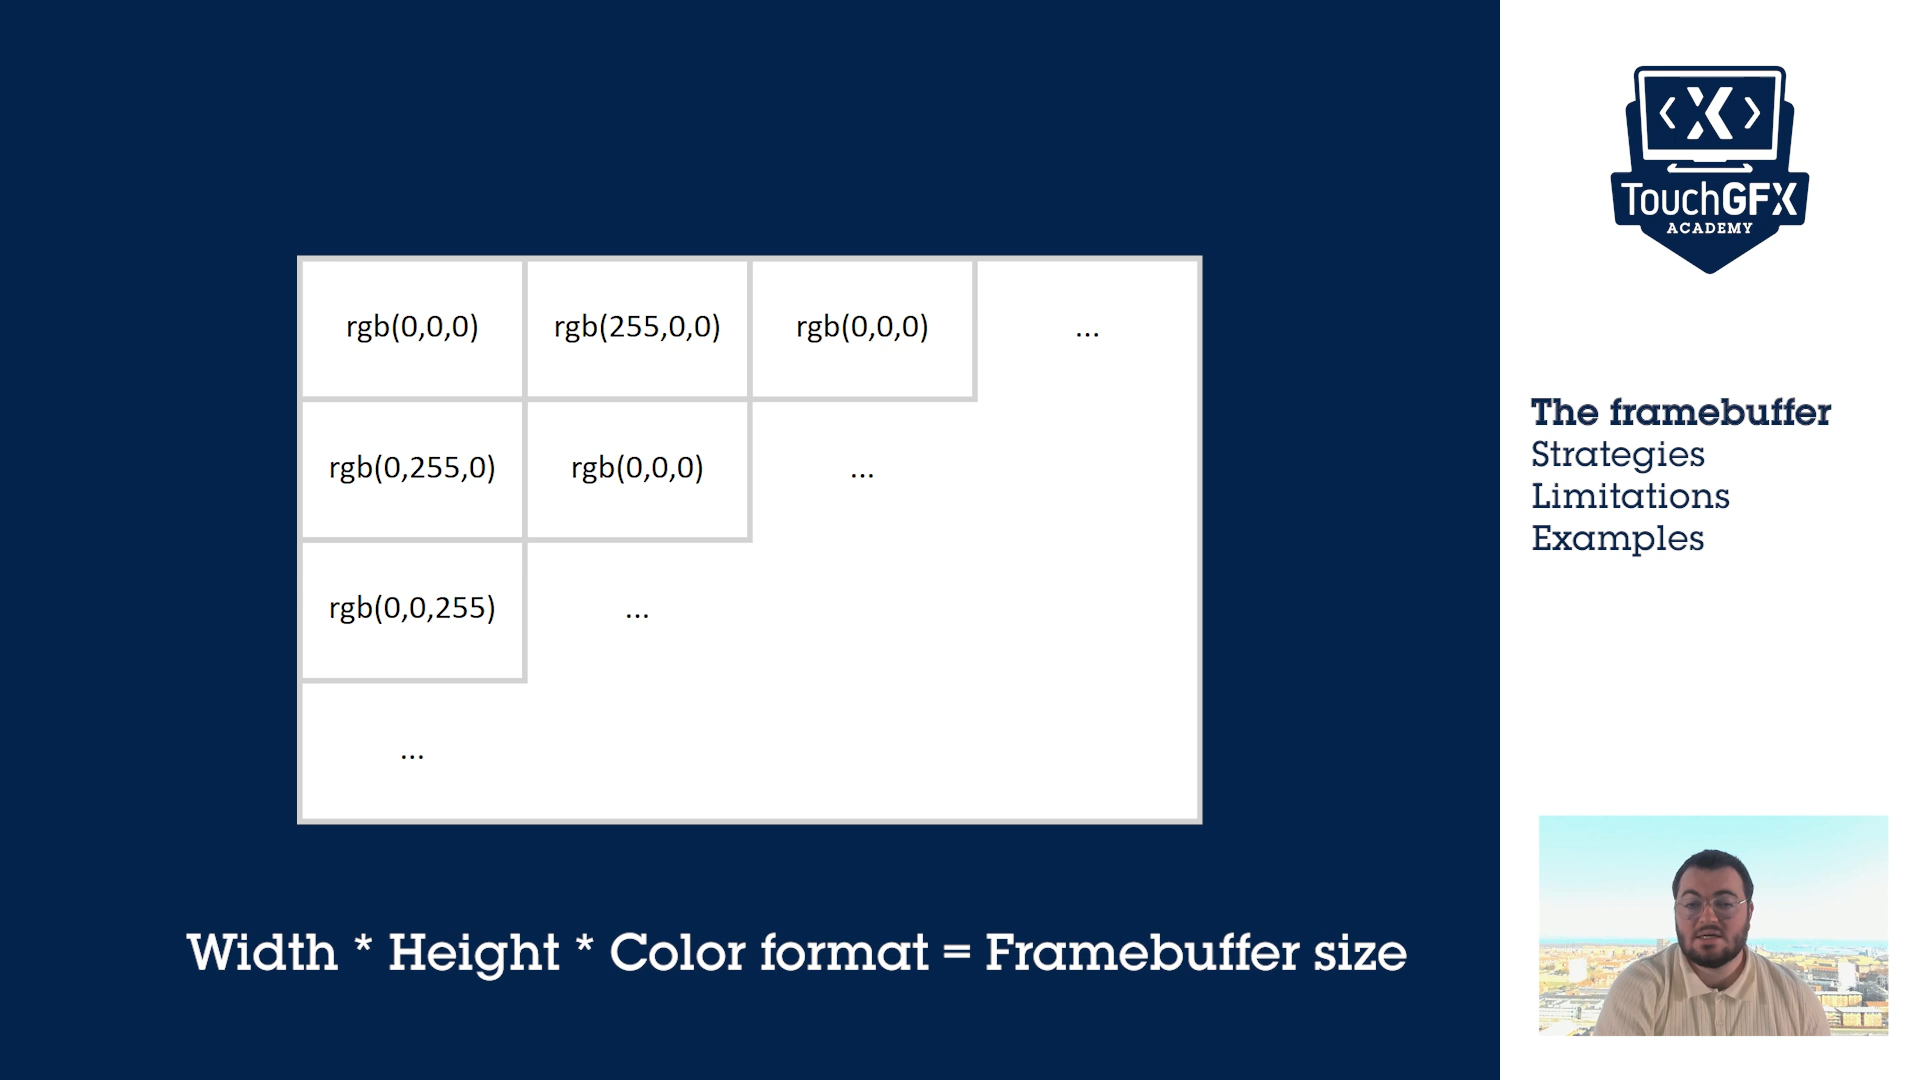 rgb(0,0,0) rgb(255,0,0) rgb(0,0,0) ...
rgb(0,255,0) rgb(0,0,0) ...
rgb(0,0,255) ...
...
Width * Height * Color format = Framebuffer size
<X>
TouchGFX
ACADEMY
The framebuffer
Strategies
Limitations
Examples